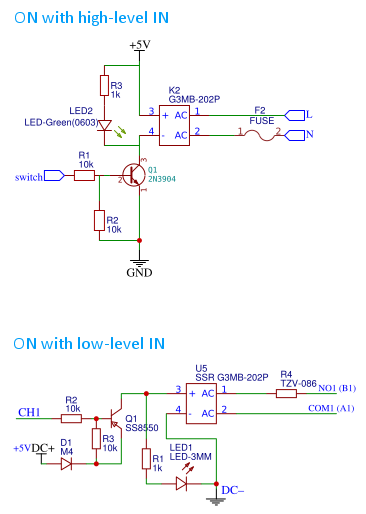 ON with high-level IN
+5V
R3
1k
K2
G3MB-202P
LED2
LED-Green(0603)
3 + AC 1 L
4 - AC 2
F2
FUSE
1 2 N
R1
10k
switch
3
Q1
2N3904
2
1
R2
10k
GND
ON with low-level IN
U5
SSR G3MB-202P
R4
TZV-086
3 + AC 1 NO1 (B1)
4 - AC 2 COM1 (A1)
R2
10k
CH1
Q1
SS8550
R3
10k
+5VDC+
D1
M4
R1
1k
LED1
LED-3MM
DC-